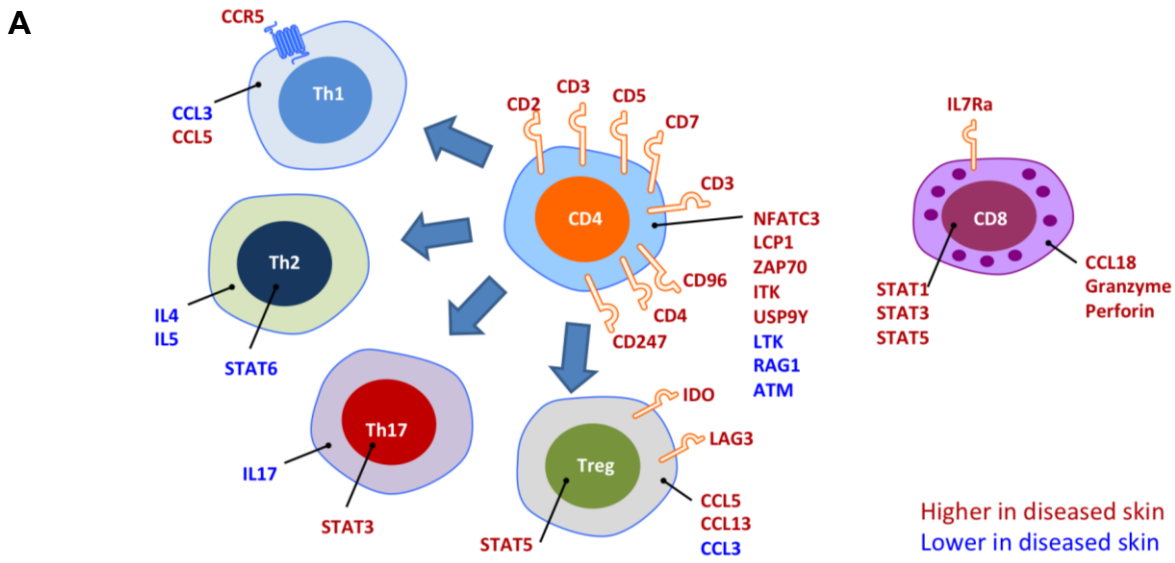 A
CCR5
Th1
CCL3
CCL5
CD2
CD3
CD5
CD7
CD3
CD4
NFATC3
LCP1
ZAP70
ITK
USP9Y
LTK
RAG1
ATM
CD96
CD4
CD247
IL7Ra
CD8
STAT1
STAT3
STAT5
CCL18
Granzyme
Perforin
Th2
IL4
IL5
STAT6
Th17
IL17
STAT3
IDO
LAG3
Treg
STAT5
CCL5
CCL13
CCL3
Higher in diseased skin
Lower in diseased skin